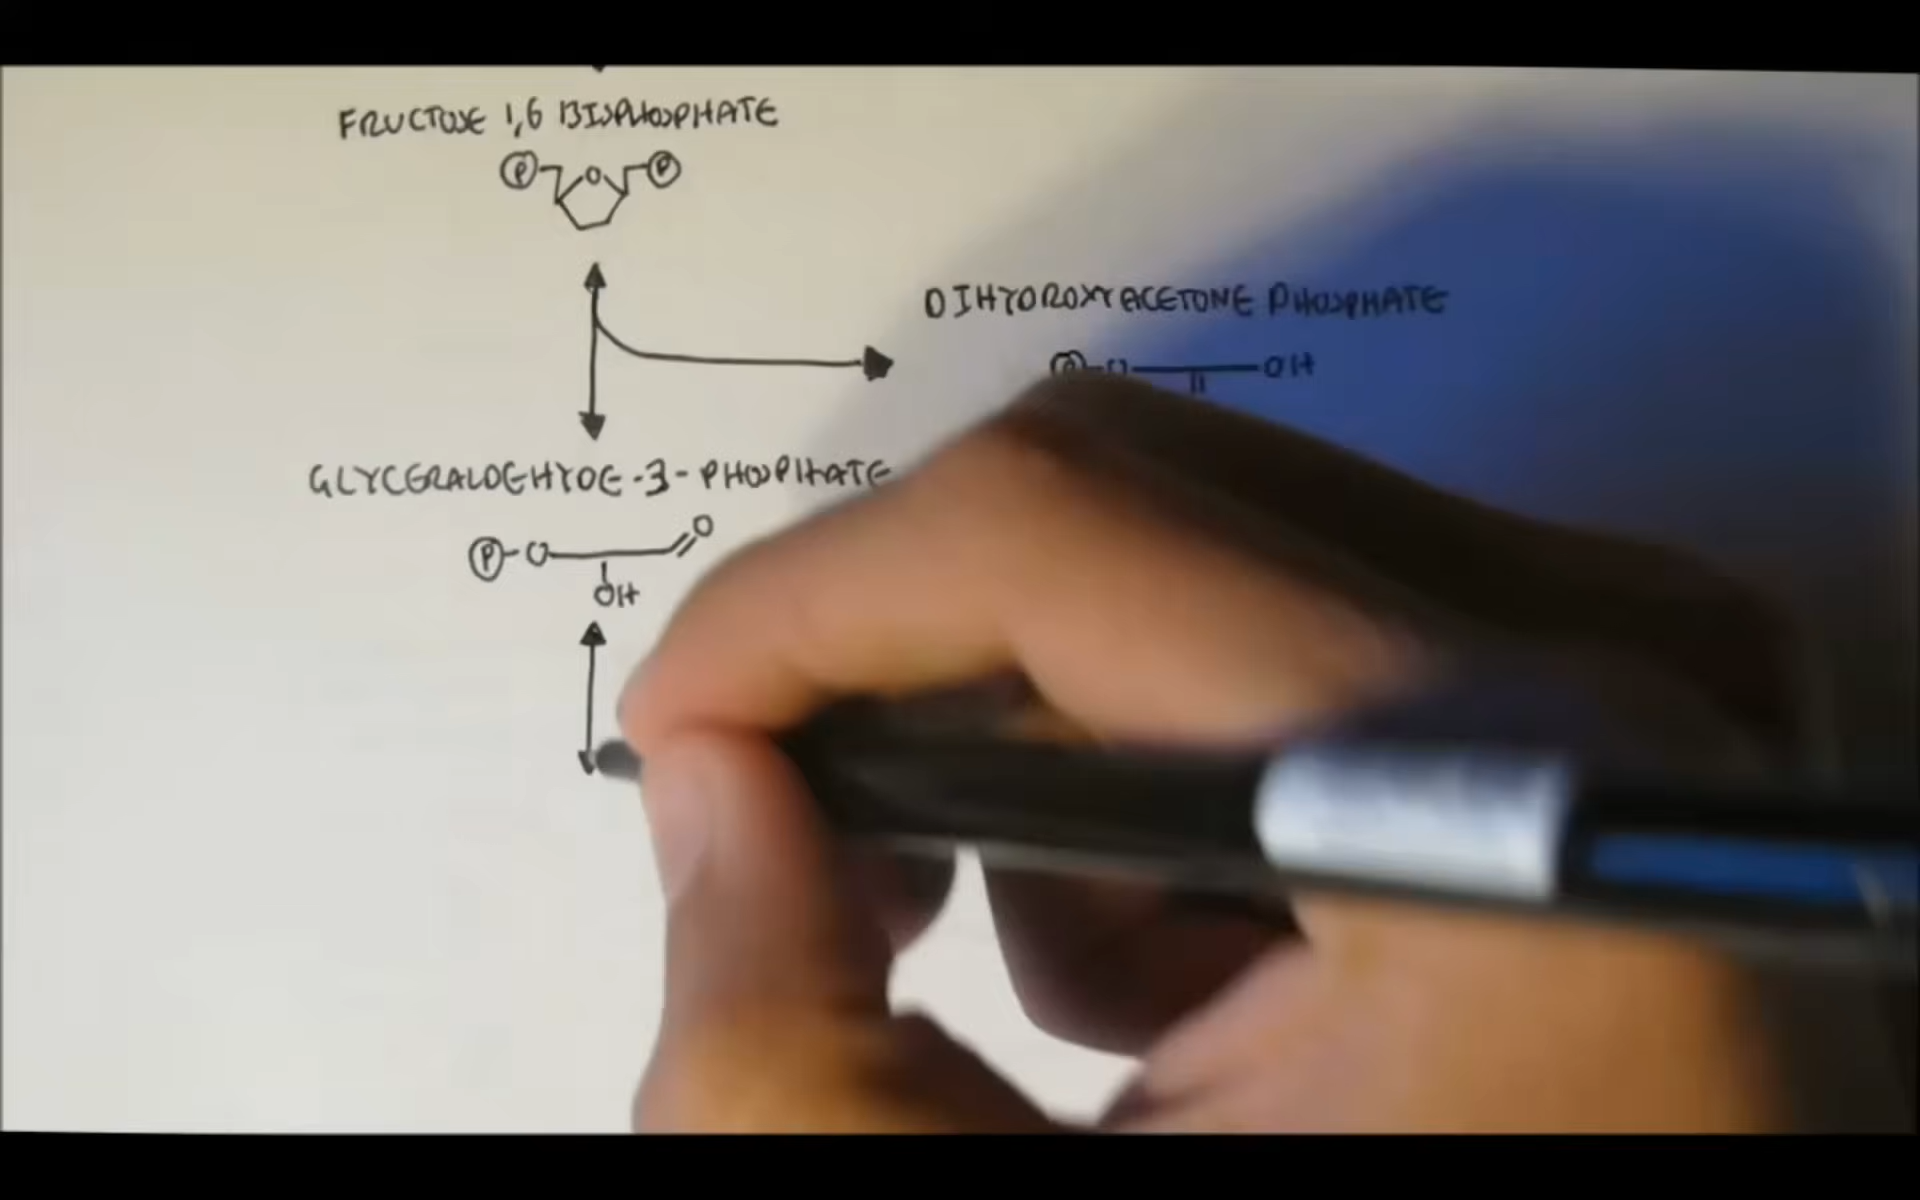 FRUCTOSE 1,6 BISPHOSPHATE
P O P
DIHYDROXYACETONE PHOSPHATE
P-O OH
GLYCERALDEHYDE-3-PHOSPHATE
P-O O
OH